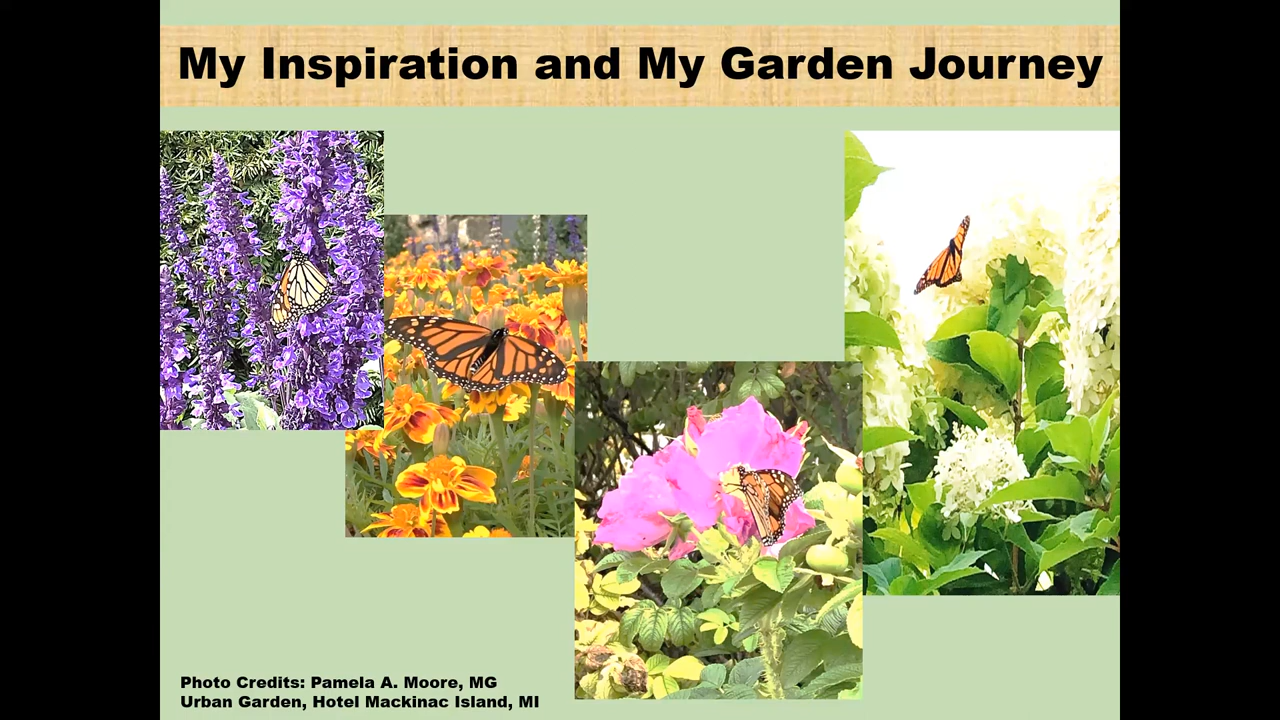 My Inspiration and My Garden Journey
Photo Credits: Pamela A. Moore, MG
Urban Garden, Hotel Mackinac Island, MI